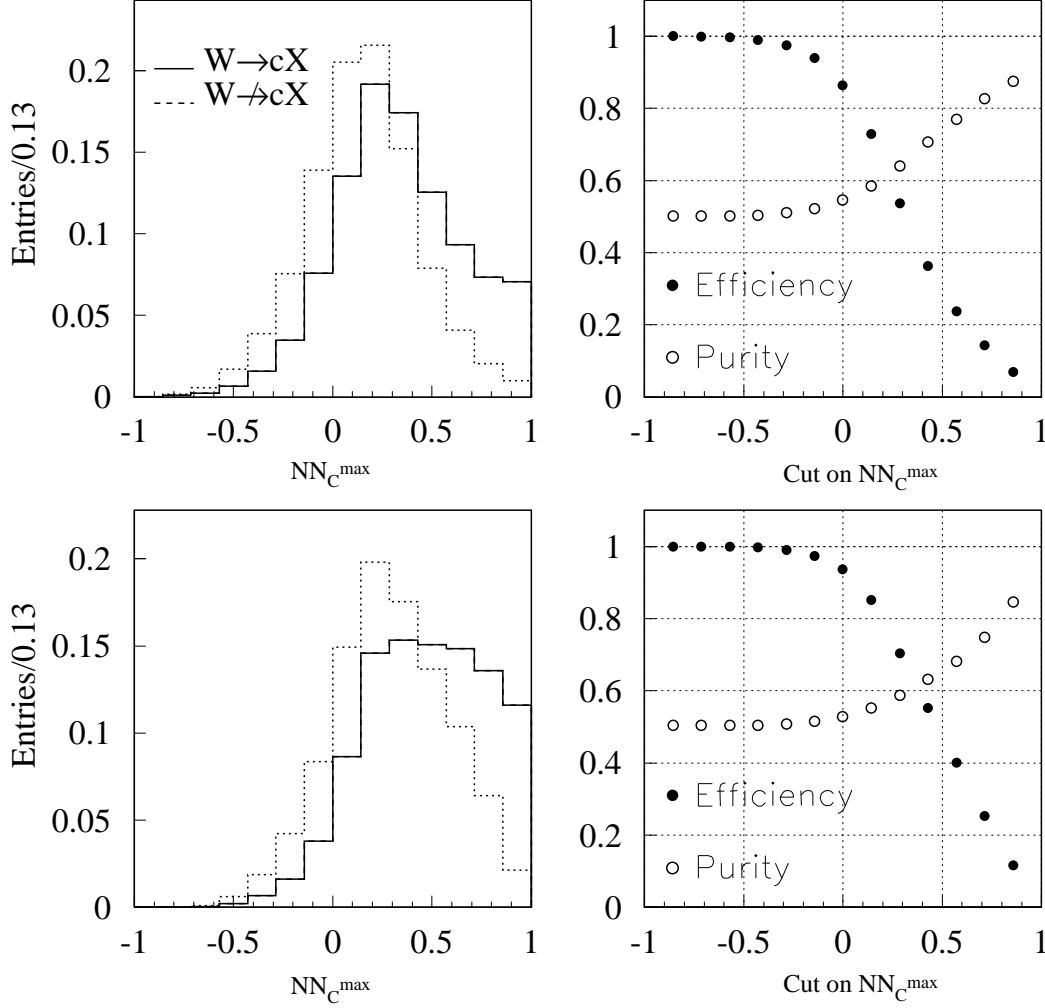 Entries/0.13
0.2
0.15
0.1
0.05
0
W→cX
W↛cX
-1 -0.5 0 0.5 1
NN_C^max
1
0.8
0.6
0.4
0.2
0
Efficiency
Purity
-1 -0.5 0 0.5 1
Cut on NN_C^max
Entries/0.13
0.2
0.15
0.1
0.05
0
-1 -0.5 0 0.5 1
NN_C^max
1
0.8
0.6
0.4
0.2
0
Efficiency
Purity
-1 -0.5 0 0.5 1
Cut on NN_C^max